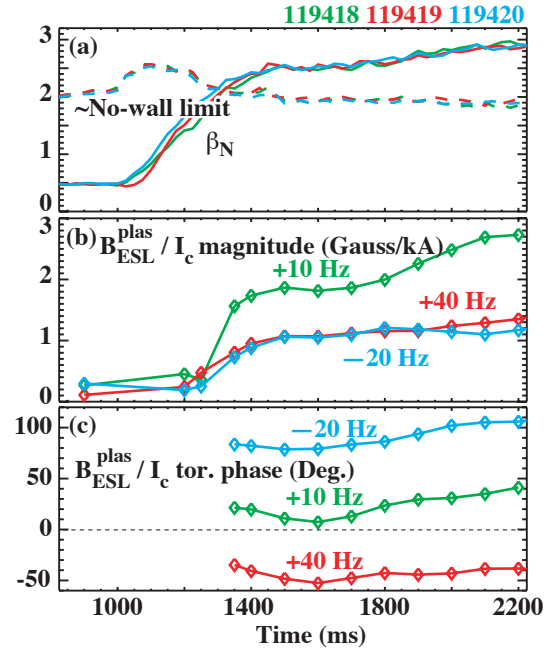 119418 119419 119420
3
(a)
2
~No-wall limit
βN
1
0
3
(b) B_ESL^plas / I_c magnitude (Gauss/kA)
+10 Hz
2
+40 Hz
1
−20 Hz
0
100
(c)
−20 Hz
B_ESL^plas / I_c tor. phase (Deg.)
50
+10 Hz
0
+40 Hz
-50
1000 1400 1800 2200
Time (ms)